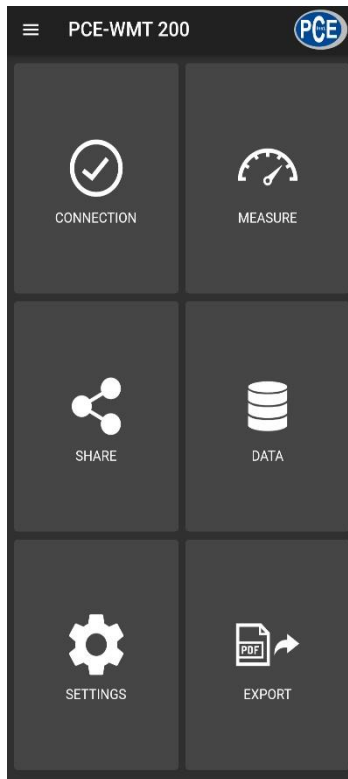 PCE-WMT 200
PCE
CONNECTION
MEASURE
SHARE
DATA
SETTINGS
PDF
EXPORT